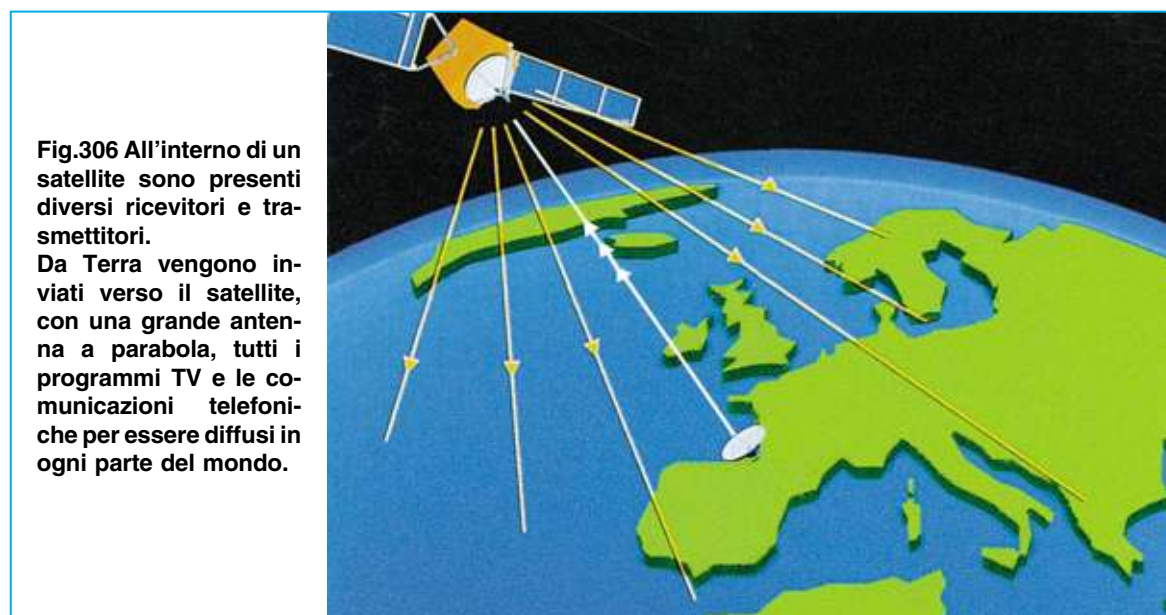 Fig.306 All’interno di un
satellite sono presenti
diversi ricevitori e tra-
smettitori.
Da Terra vengono in-
viati verso il satellite,
con una grande anten-
na a parabola, tutti i
programmi TV e le co-
municazioni telefoni-
che per essere diffusi in
ogni parte del mondo.